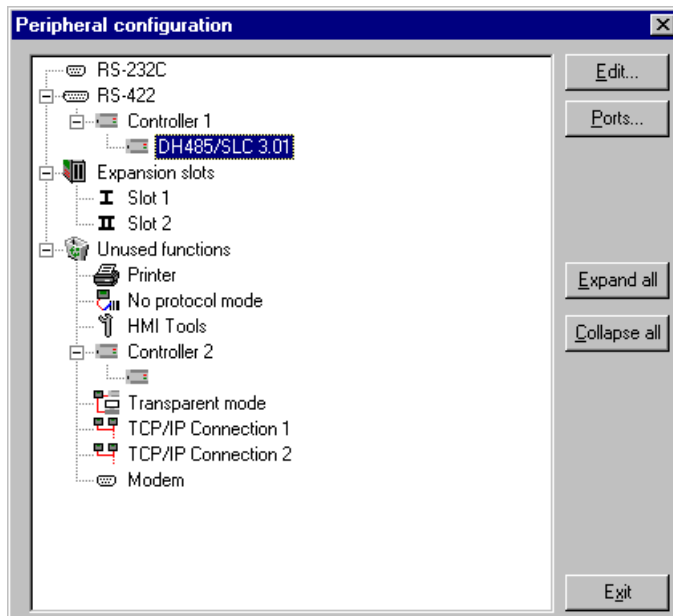 Peripheral configuration
RS-232C
RS-422
Controller 1
DH485/SLC 3.01
Expansion slots
I Slot 1
II Slot 2
Unused functions
Printer
No protocol mode
HMI Tools
Controller 2
Transparent mode
TCP/IP Connection 1
TCP/IP Connection 2
Modem
Edit...
Ports...
Expand all
Collapse all
Exit